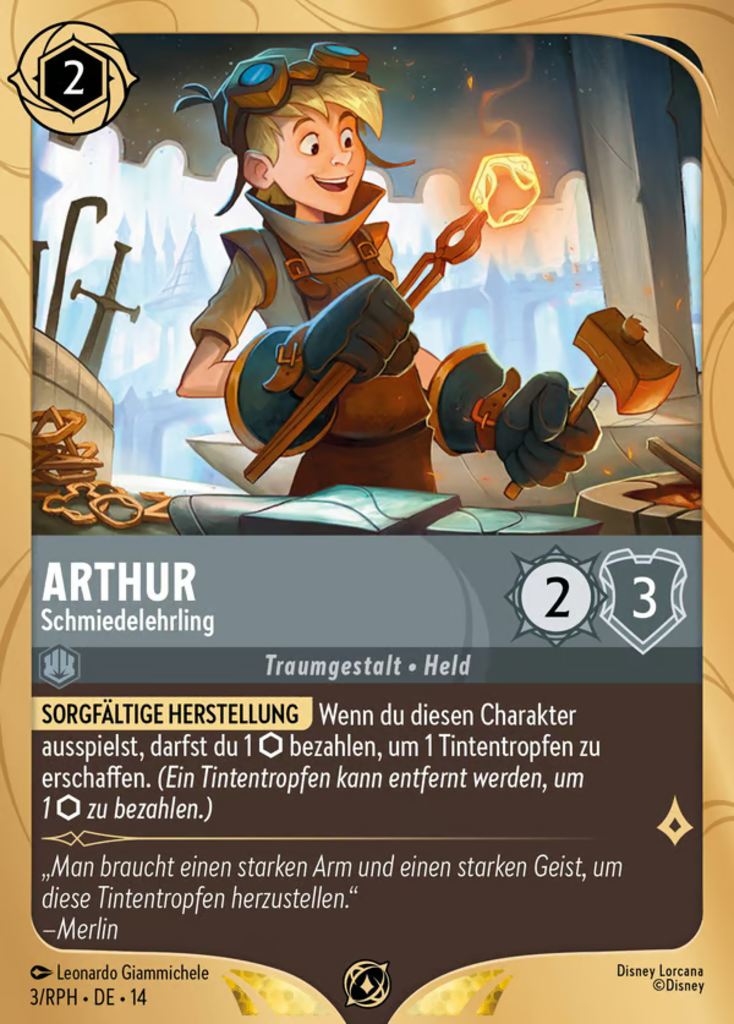 2
ARTHUR
Schmiedelehrling
2 3
Traumgestalt • Held
SORGFÄLTIGE HERSTELLUNG Wenn du diesen Charakter
ausspielst, darfst du 1 ⬡ bezahlen, um 1 Tintentropfen zu
erschaffen. (Ein Tintentropfen kann entfernt werden, um
1 ⬡ zu bezahlen.)
„Man braucht einen starken Arm und einen starken Geist, um
diese Tintentropfen herzustellen.“
–Merlin
Leonardo Giammichele
3/RPH • DE • 14
Disney Lorcana
©Disney